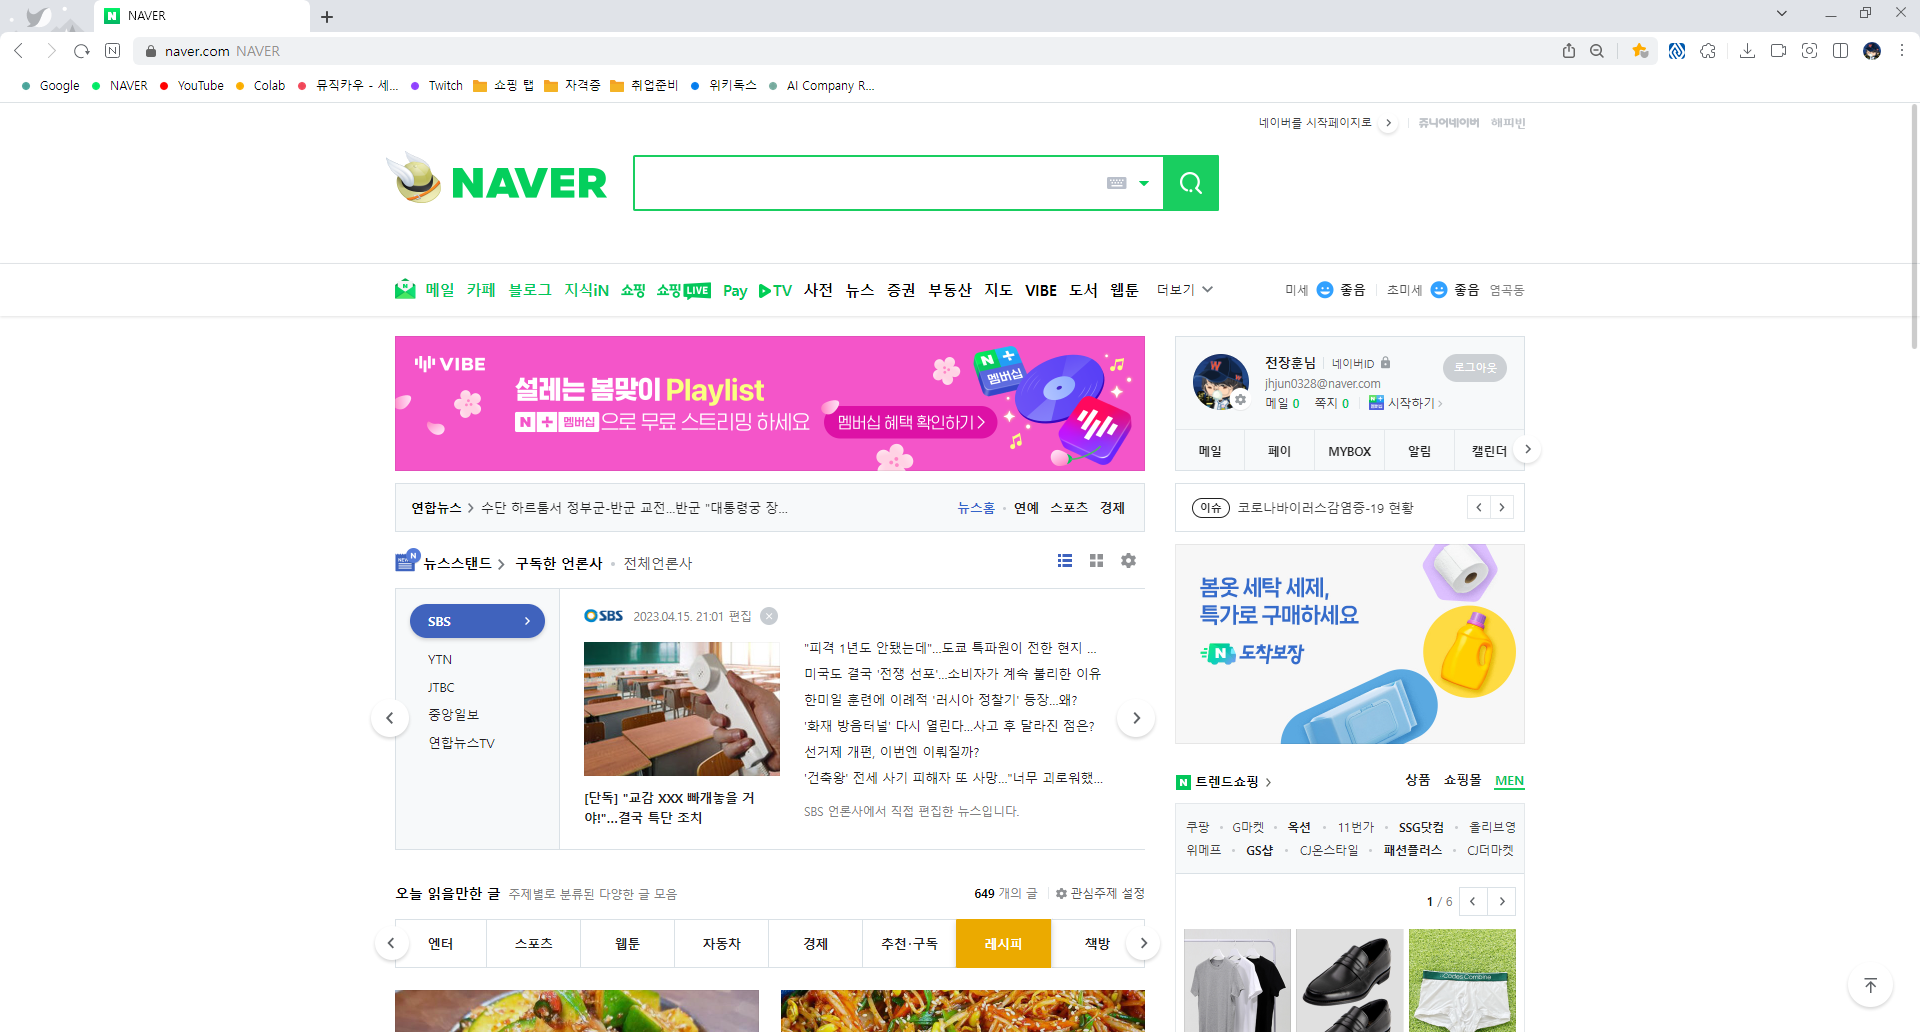 NAVER
naver.com NAVER
Google NAVER YouTube Colab 뮤직카우 - 세... Twitch 쇼핑 탭 자격증 취업준비 위키독스 AI Company R...
네이버를 시작페이지로 쥬니어네이버 해피빈
NAVER
메일 카페 블로그 지식iN 쇼핑 쇼핑LIVE Pay TV 사전 뉴스 증권 부동산 지도 VIBE 도서 웹툰 더보기 미세 좋음 초미세 좋음 염곡동
VIBE
설레는 봄맞이 Playlist
N + 멤버십으로 무료 스트리밍 하세요
멤버십 혜택 확인하기 >
N +
멤버십
전장훈님 네이버ID
로그아웃
jhjun0328@naver.com
메일 0 쪽지 0 시작하기
메일 페이 MYBOX 알림 캘린더
연합뉴스 > 수단 하르툼서 정부군-반군 교전...반군 "대통령궁 장... 뉴스홈 연예 스포츠 경제
이슈 코로나바이러스감염증-19 현황
뉴스스탠드 > 구독한 언론사 전체언론사
SBS
YTN
JTBC
중앙일보
연합뉴스TV
SBS 2023.04.15. 21:01 편집
[단독] "교감 XXX 빠개놓을 거
야!"...결국 특단 조치
"피격 1년도 안됐는데"...도쿄 특파원이 전한 현지 ...
미국도 결국 '전쟁 선포'...소비자가 계속 불리한 이유
한미일 훈련에 이례적 '러시아 정찰기' 등장...왜?
'화재 방음터널' 다시 열린다...사고 후 달라진 점은?
선거제 개편, 이번엔 이뤄질까?
'건축왕' 전세 사기 피해자 또 사망..."너무 괴로워했...
SBS 언론사에서 직접 편집한 뉴스입니다.
봄옷 세탁 세제,
특가로 구매하세요
N 도착보장
N 트렌드쇼핑 > 상품 쇼핑몰 MEN
쿠팡 G마켓 옥션 11번가 SSG닷컴 올리브영
위메프 GS샵 CJ온스타일 패션플러스 CJ더마켓
1 / 6
오늘 읽을만한 글 주제별로 분류된 다양한 글 모음 649 개의 글 관심주제 설정
엔터 스포츠 웹툰 자동차 경제 추천·구독 레시피 책방
Codes Combine